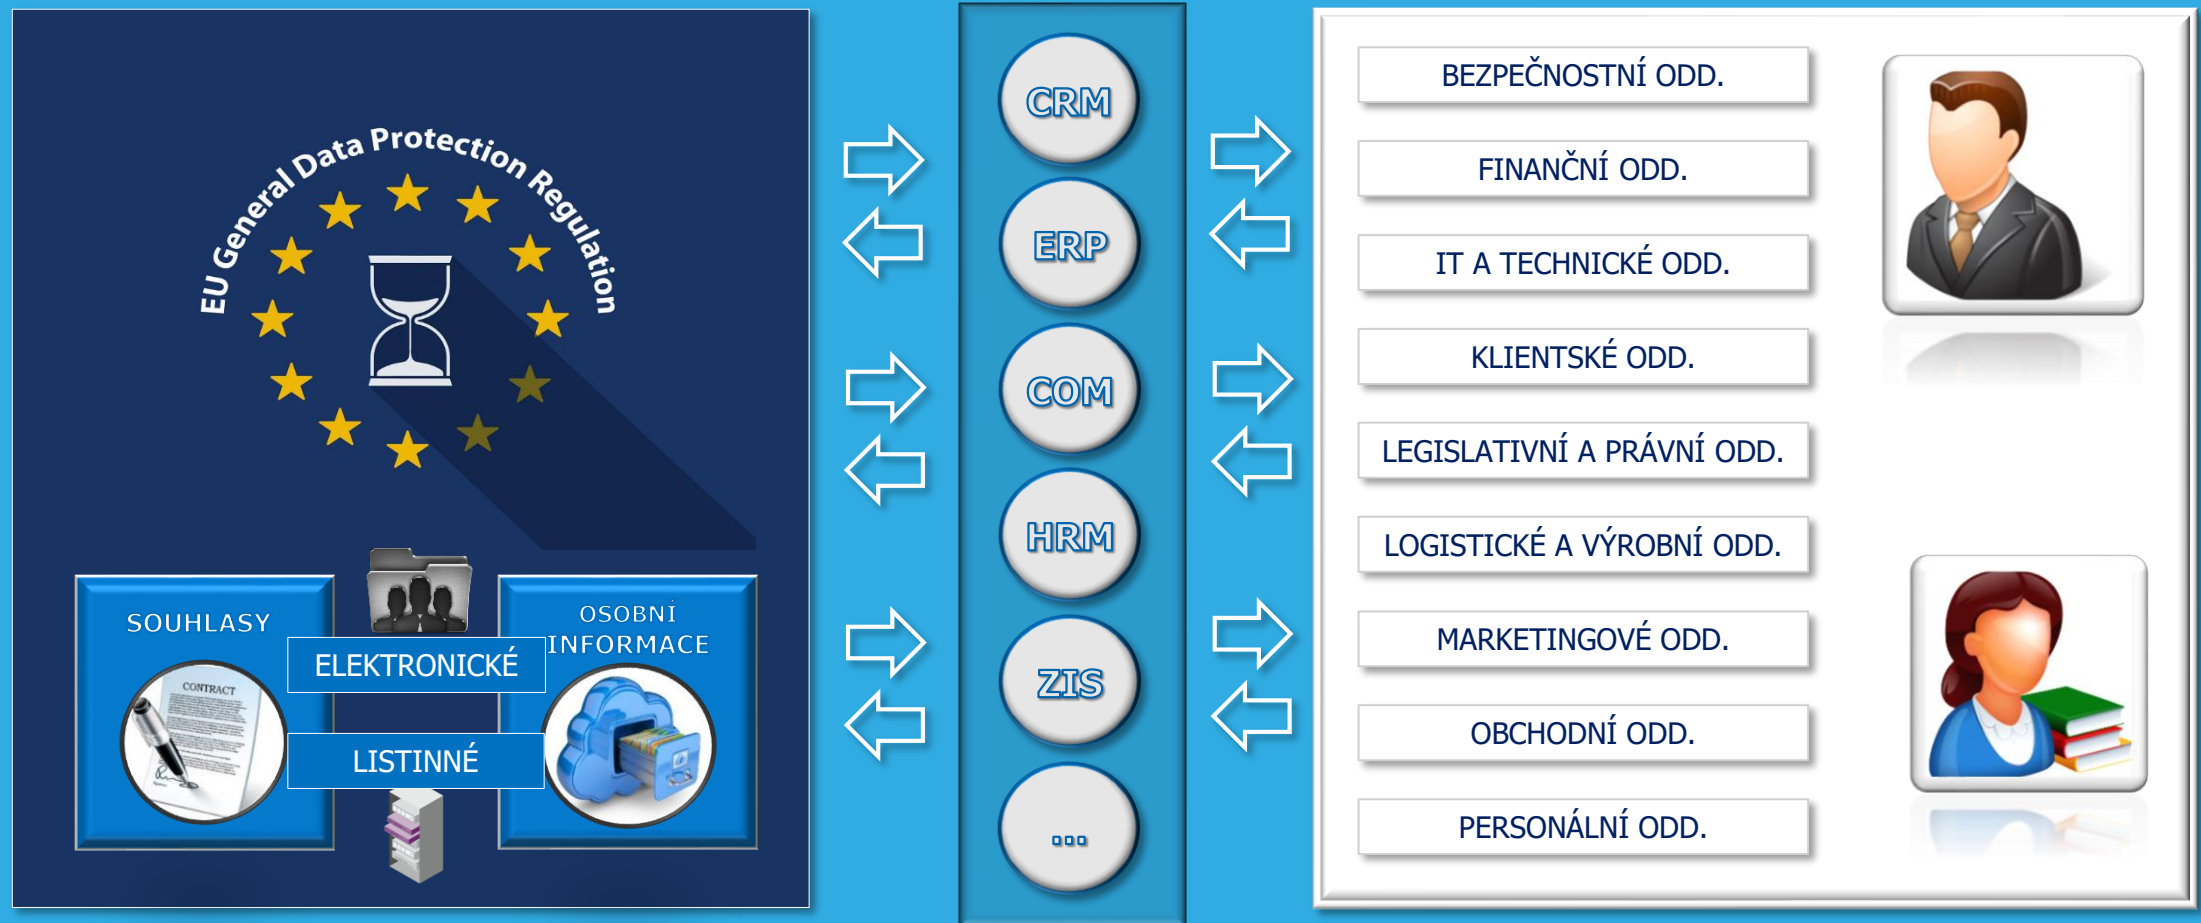 EU General Data Protection Regulation
SOUHLASY
CONTRACT
ELEKTRONICKÉ
LISTINNÉ
OSOBNÍ
INFORMACE
CRM
ERP
COM
HRM
ZIS
...
BEZPEČNOSTNÍ ODD.
FINANČNÍ ODD.
IT A TECHNICKÉ ODD.
KLIENTSKÉ ODD.
LEGISLATIVNÍ A PRÁVNÍ ODD.
LOGISTICKÉ A VÝROBNÍ ODD.
MARKETINGOVÉ ODD.
OBCHODNÍ ODD.
PERSONÁLNÍ ODD.